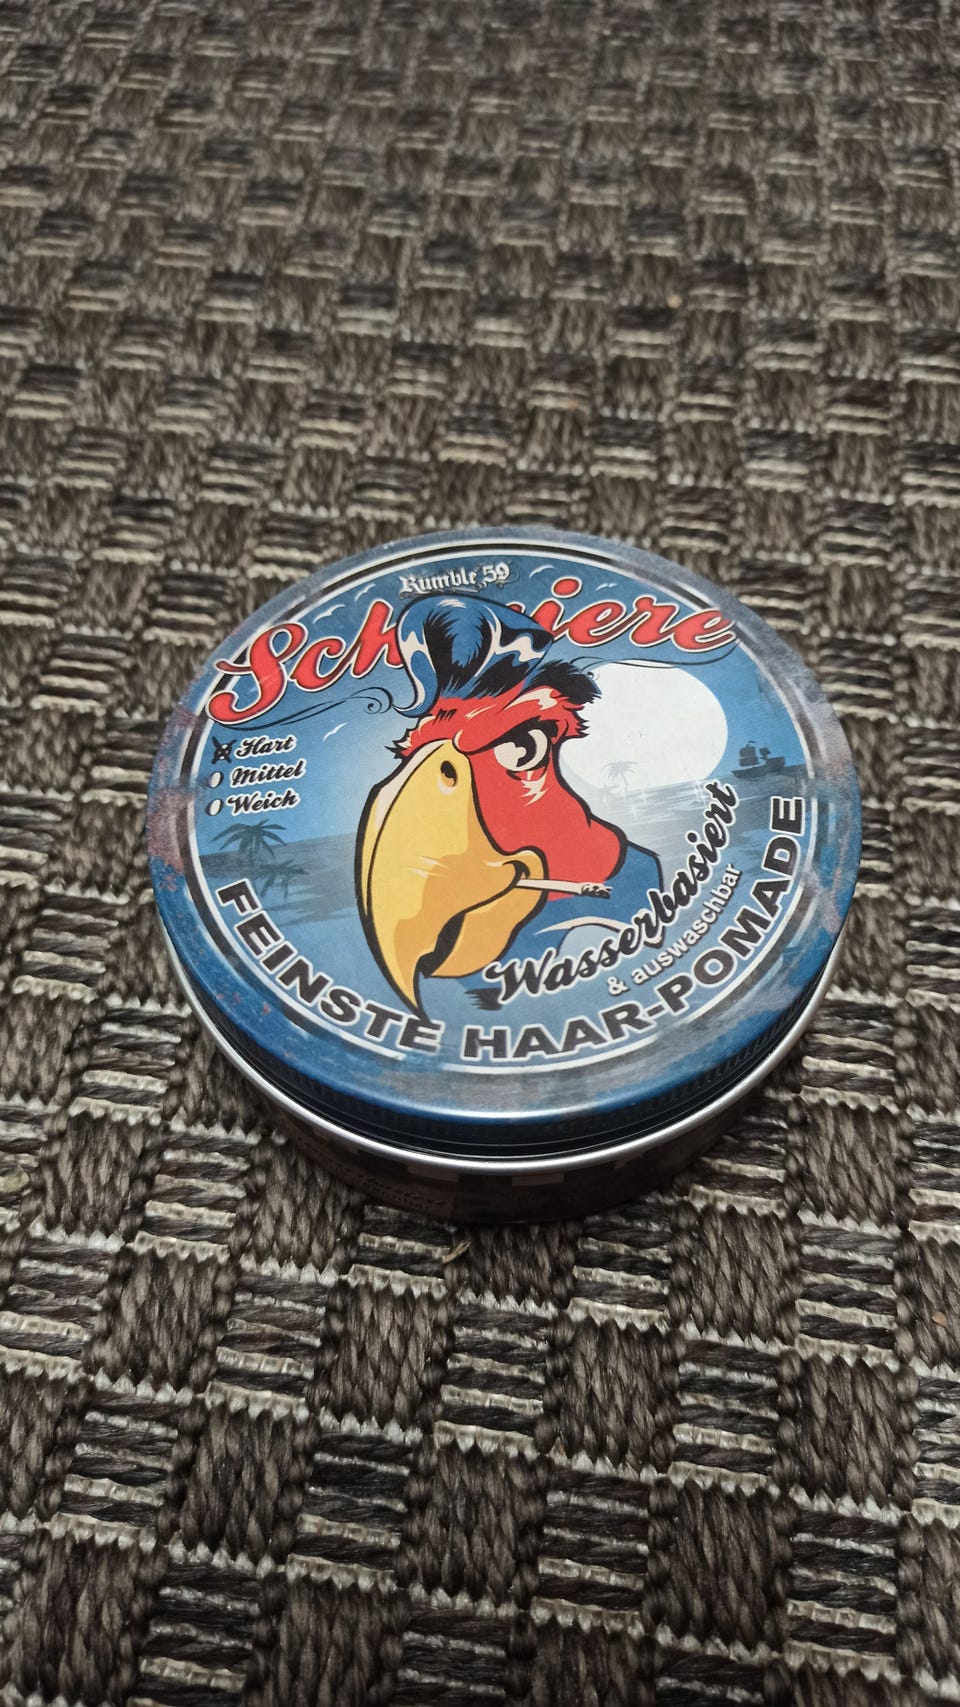 Rumble 59
Schmiere
Hart
Mittel
Weich
Wasserbasiert
& auswaschbar
FEINSTE HAAR-POMADE